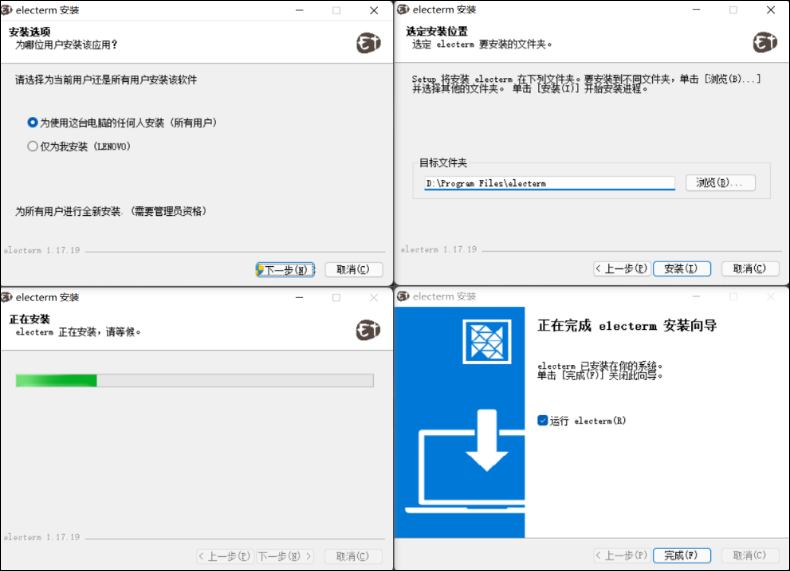 electerm 安装
安装选项
为哪位用户安装该应用？
Et
请选择为当前用户还是所有用户安装该软件
为使用这台电脑的任何人安装（所有用户）
仅为我安装（LENOVO）
为所有用户进行全新安装.（需要管理员资格）
electerm 1.17.19
下一步(N)
取消(C)
electerm 安装
选定安装位置
选定 electerm 要安装的文件夹。
Et
Setup 将安装 electerm 在下列文件夹。要安装到不同文件夹，单击 [浏览(B)...]
并选择其他的文件夹。 单击 [安装(I)] 开始安装进程。
目标文件夹
D:\Program Files\electerm
浏览(B)...
electerm 1.17.19
< 上一步(P)
安装(I)
取消(C)
electerm 安装
正在安装
electerm 正在安装，请等候。
Et
electerm 1.17.19
< 上一步(P)
下一步(N) >
取消(C)
electerm 安装
正在完成 electerm 安装向导
electerm 已安装在你的系统。
单击 [完成(F)] 关闭此向导。
运行 electerm(R)
< 上一步(P)
完成(F)
取消(C)